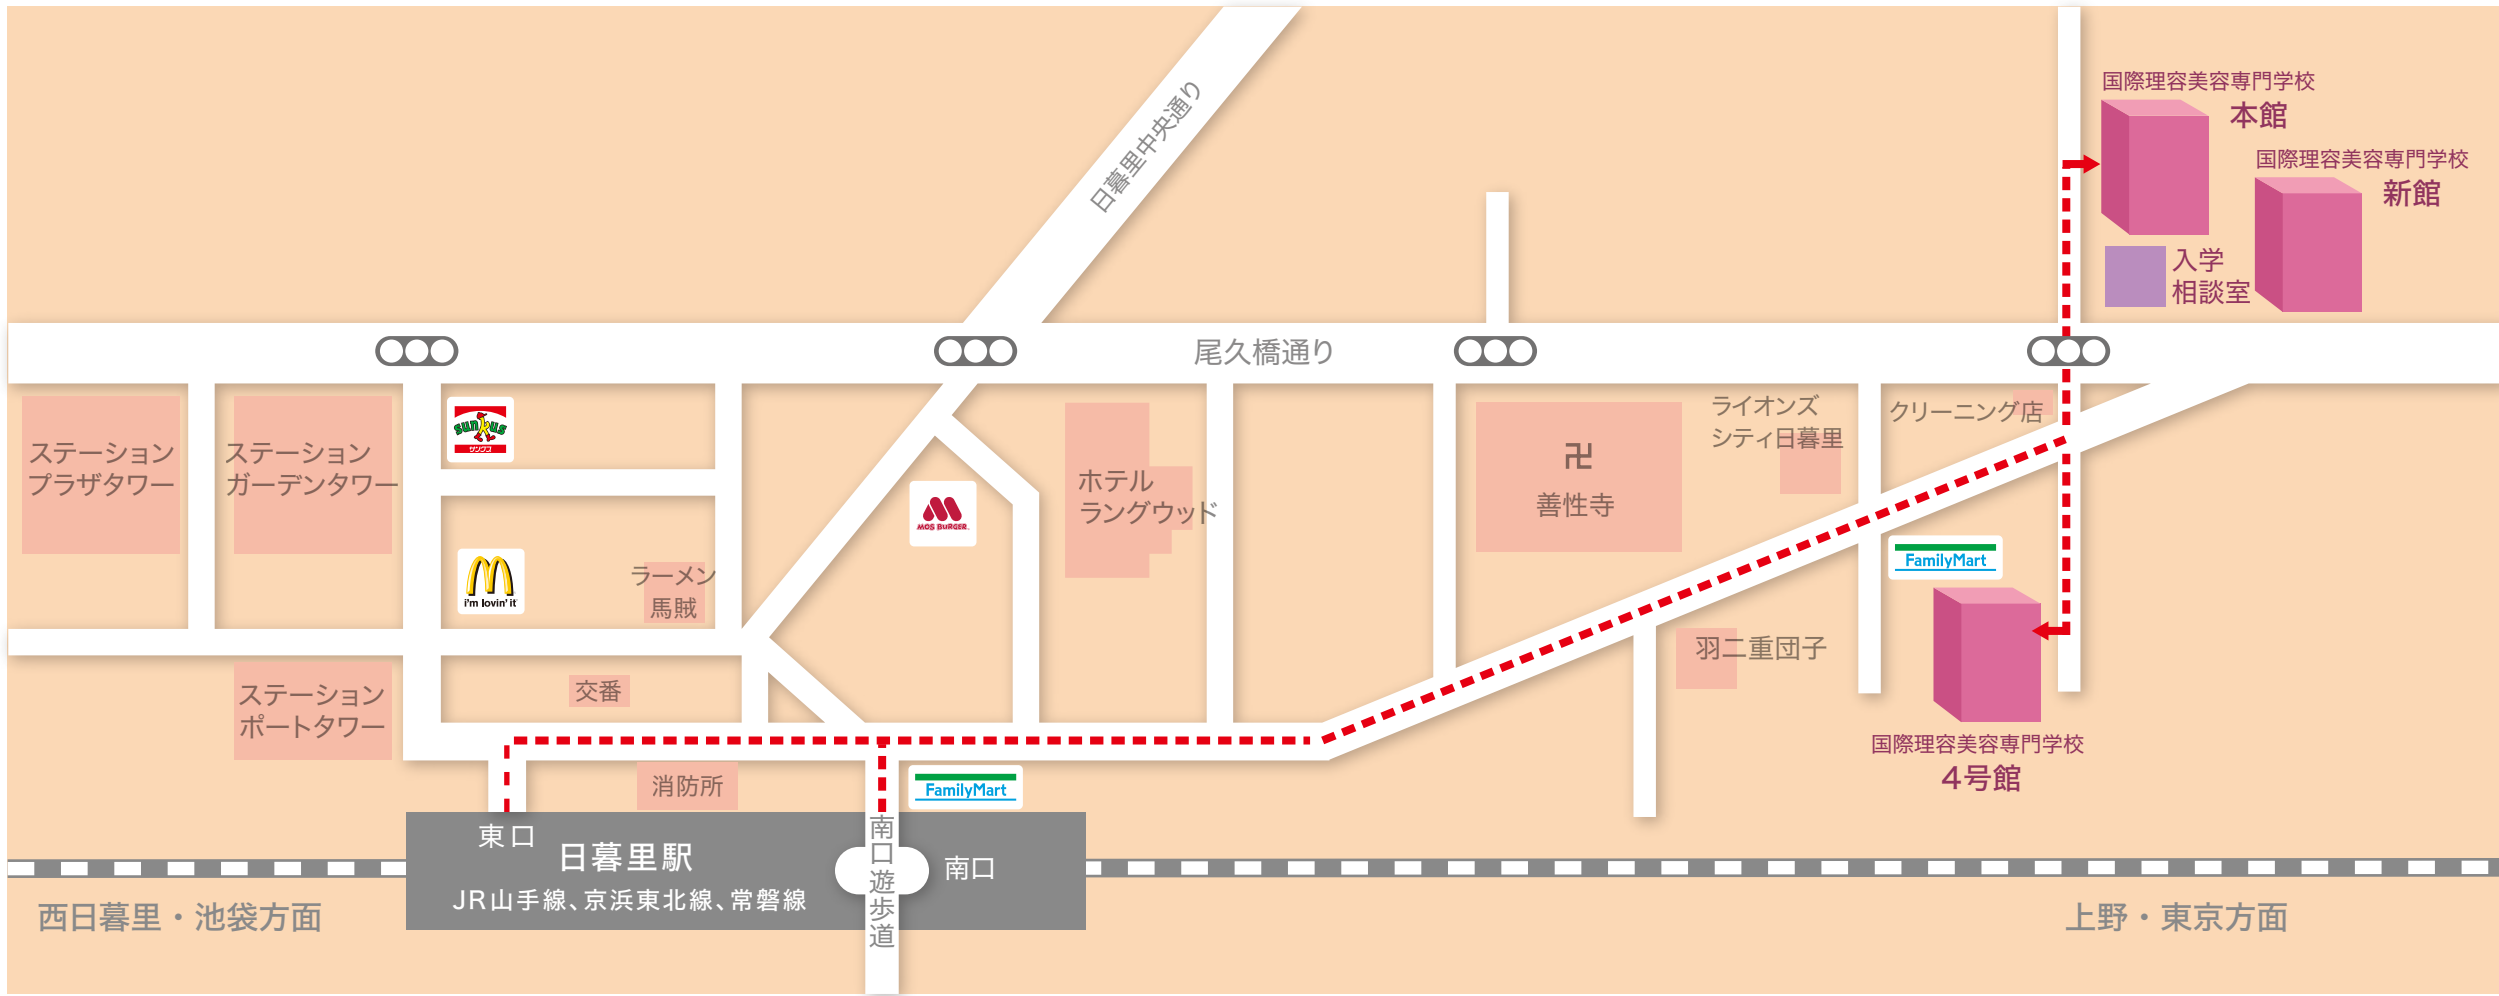 国際理容美容専門学校
本館
国際理容美容専門学校
新館
入学
相談室
日暮里中央通り
尾久橋通り
ステーション
プラザタワー
ステーション
ガーデンタワー
sunkus
サンクス
i'm lovin' it
ラーメン
馬賊
MOS BURGER
ホテル
ラングウッド
卍
善性寺
ライオンズ
シティ日暮里
クリーニング店
FamilyMart
羽二重団子
国際理容美容専門学校
4号館
ステーション
ポートタワー
交番
消防所
FamilyMart
東口
日暮里駅
JR山手線、京浜東北線、常磐線
南口遊歩道
南口
西日暮里・池袋方面
上野・東京方面